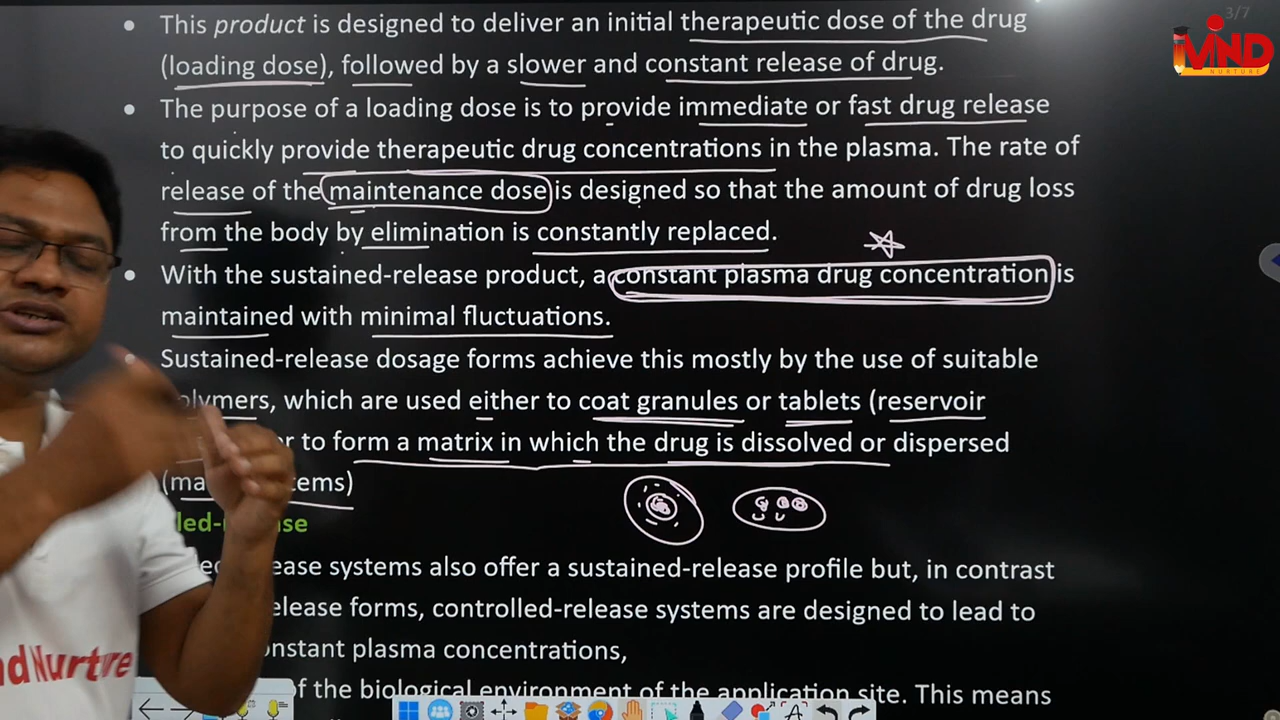 3/7
MIND
NURTURE
This product is designed to deliver an initial therapeutic dose of the drug
(loading dose), followed by a slower and constant release of drug.
The purpose of a loading dose is to provide immediate or fast drug release
to quickly provide therapeutic drug concentrations in the plasma. The rate of
release of the maintenance dose is designed so that the amount of drug loss
from the body by elimination is constantly replaced.
With the sustained-release product, a constant plasma drug concentration is
maintained with minimal fluctuations.
Sustained-release dosage forms achieve this mostly by the use of suitable
polymers, which are used either to coat granules or tablets (reservoir
to form a matrix in which the drug is dissolved or dispersed
systems also offer a sustained-release profile but, in contrast
forms, controlled-release systems are designed to lead to
constant plasma concentrations,
of the biological environment of the application site. This means
Nurture